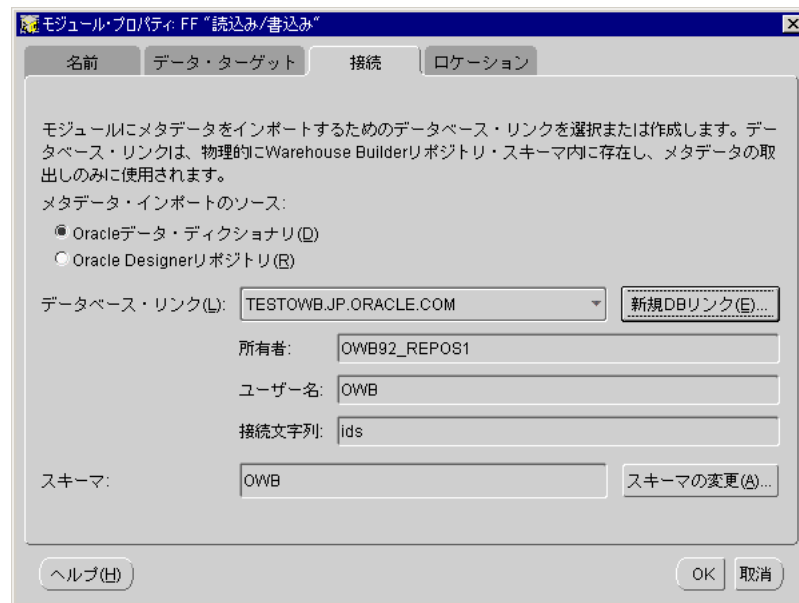 モジュール・プロパティ: FF "読込み/書込み"
名前 データ・ターゲット 接続 ロケーション
モジュールにメタデータをインポートするためのデータベース・リンクを選択または作成します。デー
タベース・リンクは、物理的にWarehouse Builderリポジトリ・スキーマ内に存在し、メタデータの取
出しのみに使用されます。
メタデータ・インポートのソース:
Oracleデータ・ディクショナリ(D)
Oracle Designerリポジトリ(R)
データベース・リンク(L): TESTOWB.JP.ORACLE.COM 新規DBリンク(E)...
所有者: OWB92_REPOS1
ユーザー名: OWB
接続文字列: ids
スキーマ: OWB スキーマの変更(A)...
ヘルプ(H) OK 取消